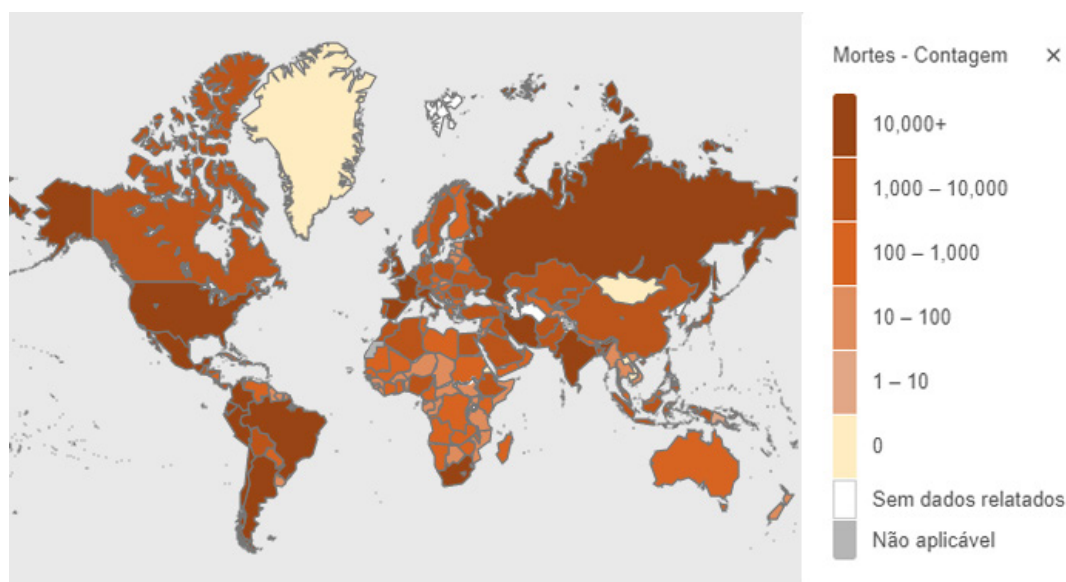 Mortes - Contagem ×
10,000+
1,000 – 10,000
100 – 1,000
10 – 100
1 – 10
0
Sem dados relatados
Não aplicável